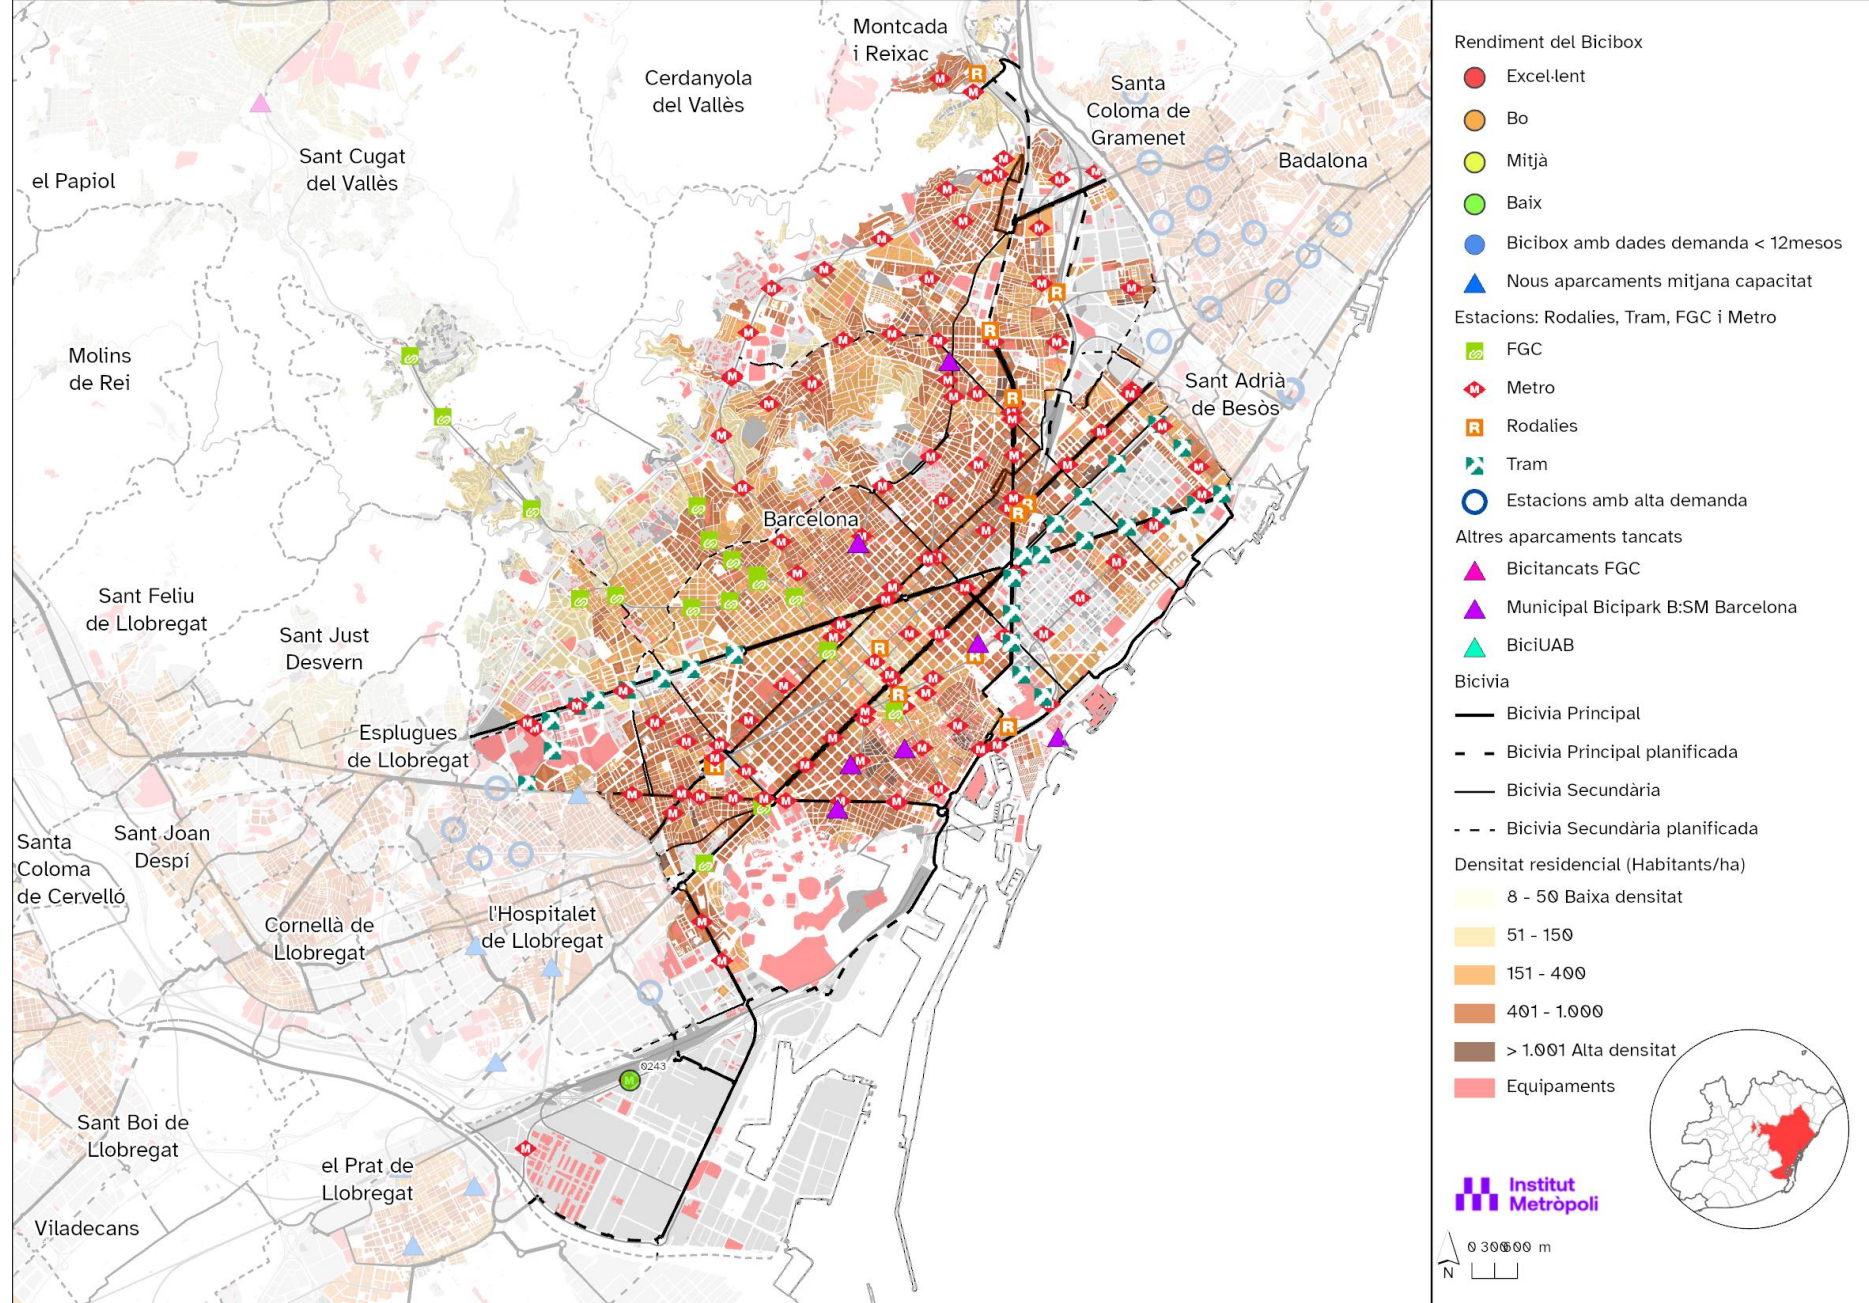 Montcada
i Reixac
Cerdanyola
del Vallès
Santa
Coloma de
Gramenet
Badalona
Sant Cugat
del Vallès
el Papiol
Molins
de Rei
Sant Adrià
de Besòs
Barcelona
Sant Feliu
de Llobregat
Sant Just
Desvern
Esplugues
de Llobregat
Santa
Coloma
de Cervelló
Sant Joan
Despí
Cornellà de
Llobregat
l'Hospitalet
de Llobregat
0243
Sant Boi de
Llobregat
el Prat de
Llobregat
Viladecans
Rendiment del Bicibox
Excel·lent
Bo
Mitjà
Baix
Bicibox amb dades demanda < 12mesos
Nous aparcaments mitjana capacitat
Estacions: Rodalies, Tram, FGC i Metro
FGC
Metro
Rodalies
Tram
Estacions amb alta demanda
Altres aparcaments tancats
Bicitancats FGC
Municipal Bicipark B:SM Barcelona
BiciUAB
Bicivia
Bicivia Principal
Bicivia Principal planificada
Bicivia Secundària
Bicivia Secundària planificada
Densitat residencial (Habitants/ha)
8 - 50 Baixa densitat
51 - 150
151 - 400
401 - 1.000
> 1.001 Alta densitat
Equipaments
Institut
Metròpoli
0 300 600 m
N